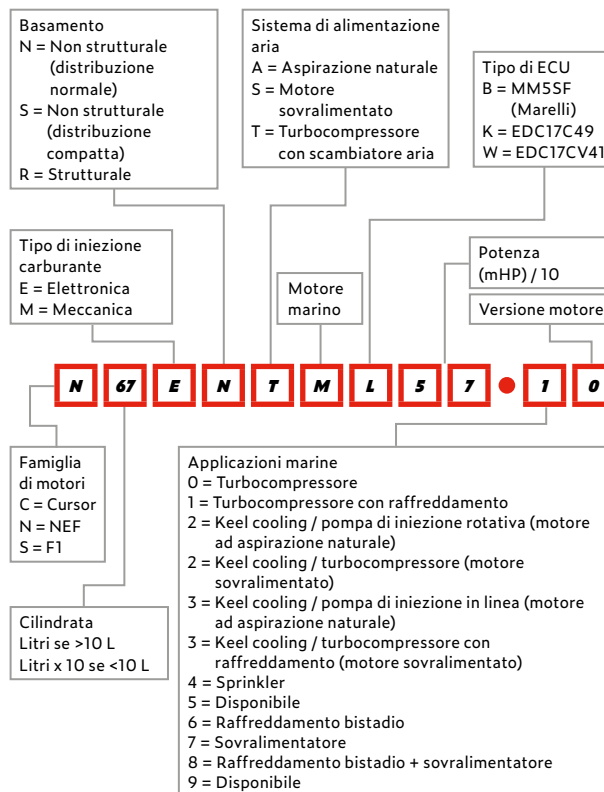 Basamento
N = Non strutturale
(distribuzione
normale)
S = Non strutturale
(distribuzione
compatta)
R = Strutturale
Sistema di alimentazione
aria
A = Aspirazione naturale
S = Motore
sovralimentato
T = Turbocompressore
con scambiatore aria
Tipo di ECU
B = MM5SF
(Marelli)
K = EDC17C49
W = EDC17CV41
Tipo di iniezione
carburante
E = Elettronica
M = Meccanica
Motore
marino
Potenza
(mHP) / 10
Versione motore
N 67 E N T M L 5 7 • 1 0
Famiglia
di motori
C = Cursor
N = NEF
S = F1
Cilindrata
Litri se >10 L
Litri x 10 se <10 L
Applicazioni marine
0 = Turbocompressore
1 = Turbocompressore con raffreddamento
2 = Keel cooling / pompa di iniezione rotativa (motore
ad aspirazione naturale)
2 = Keel cooling / turbocompressore (motore
sovralimentato)
3 = Keel cooling / pompa di iniezione in linea (motore
ad aspirazione naturale)
3 = Keel cooling / turbocompressore con
raffreddamento (motore sovralimentato)
4 = Sprinkler
5 = Disponibile
6 = Raffreddamento bistadio
7 = Sovralimentatore
8 = Raffreddamento bistadio + sovralimentatore
9 = Disponibile